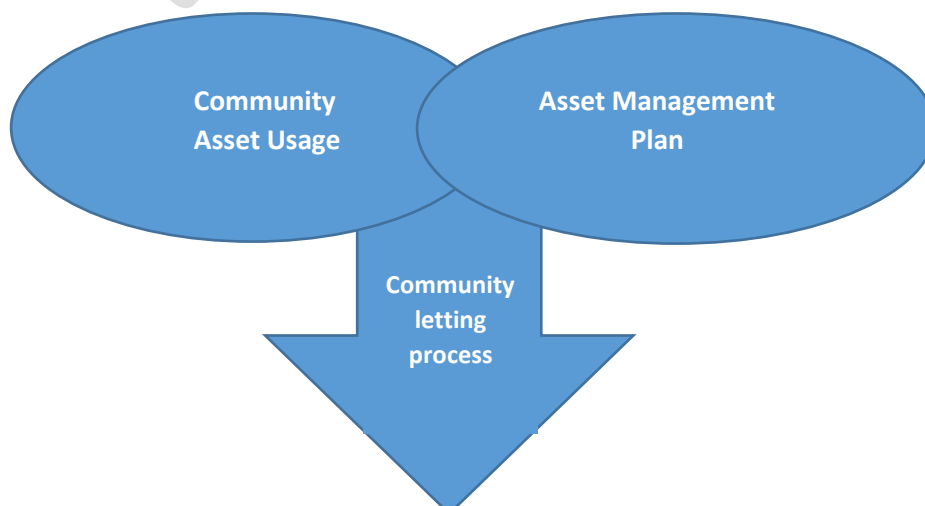 Community
Asset Usage
Asset Management
Plan
Community
letting
process